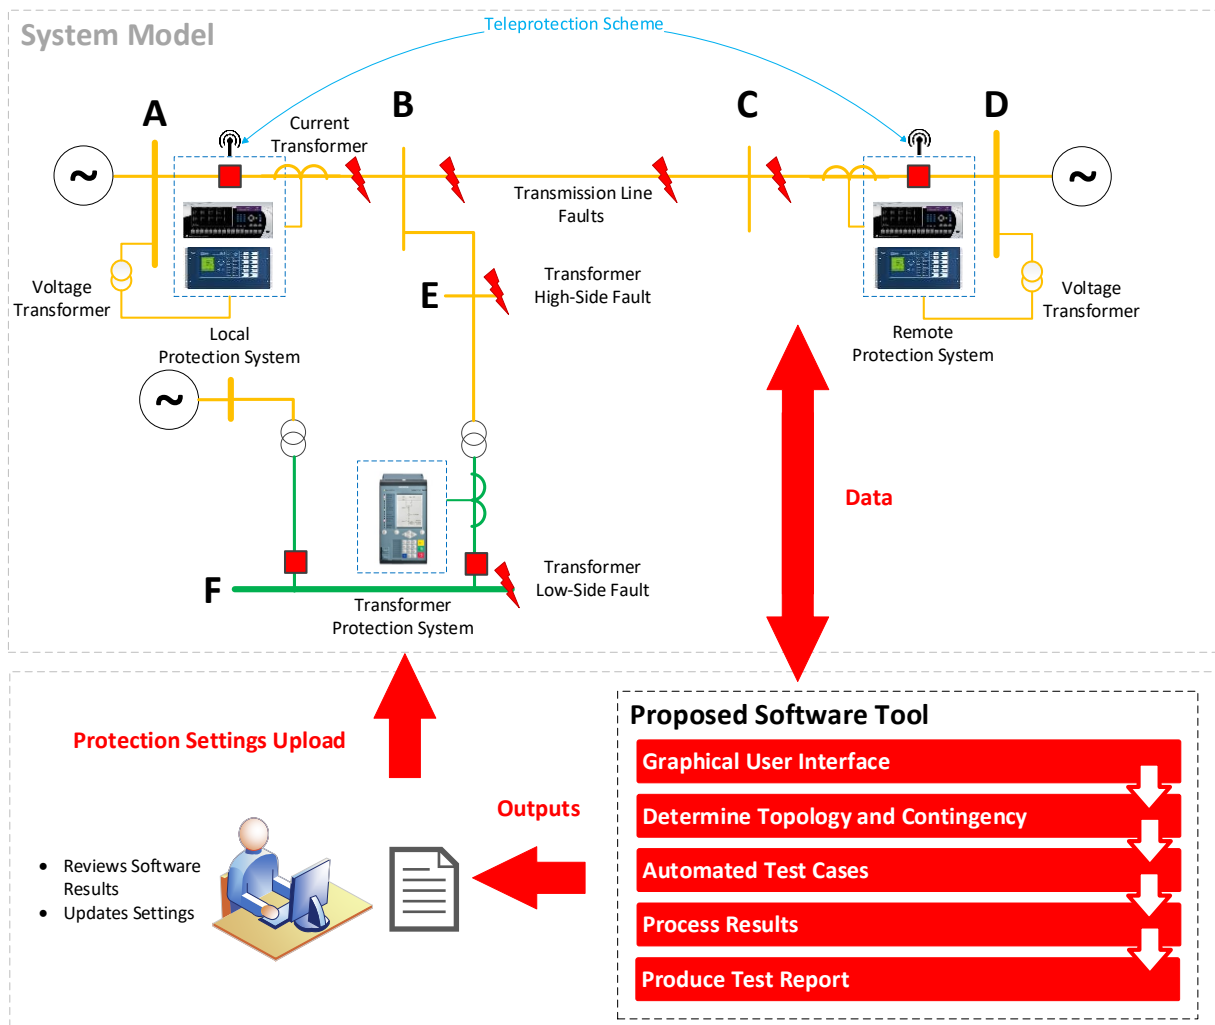 System Model
Teleprotection Scheme
A
B
C
D
Current
Transformer
~
~
Transmission Line
Faults
E
Transformer
High-Side Fault
Voltage
Transformer
Voltage
Transformer
Local
Protection System
Remote
Protection System
~
Data
F
Transformer
Low-Side Fault
Transformer
Protection System
Protection Settings Upload
Proposed Software Tool
Graphical User Interface
Determine Topology and Contingency
Automated Test Cases
Process Results
Produce Test Report
Outputs
• Reviews Software
Results
• Updates Settings